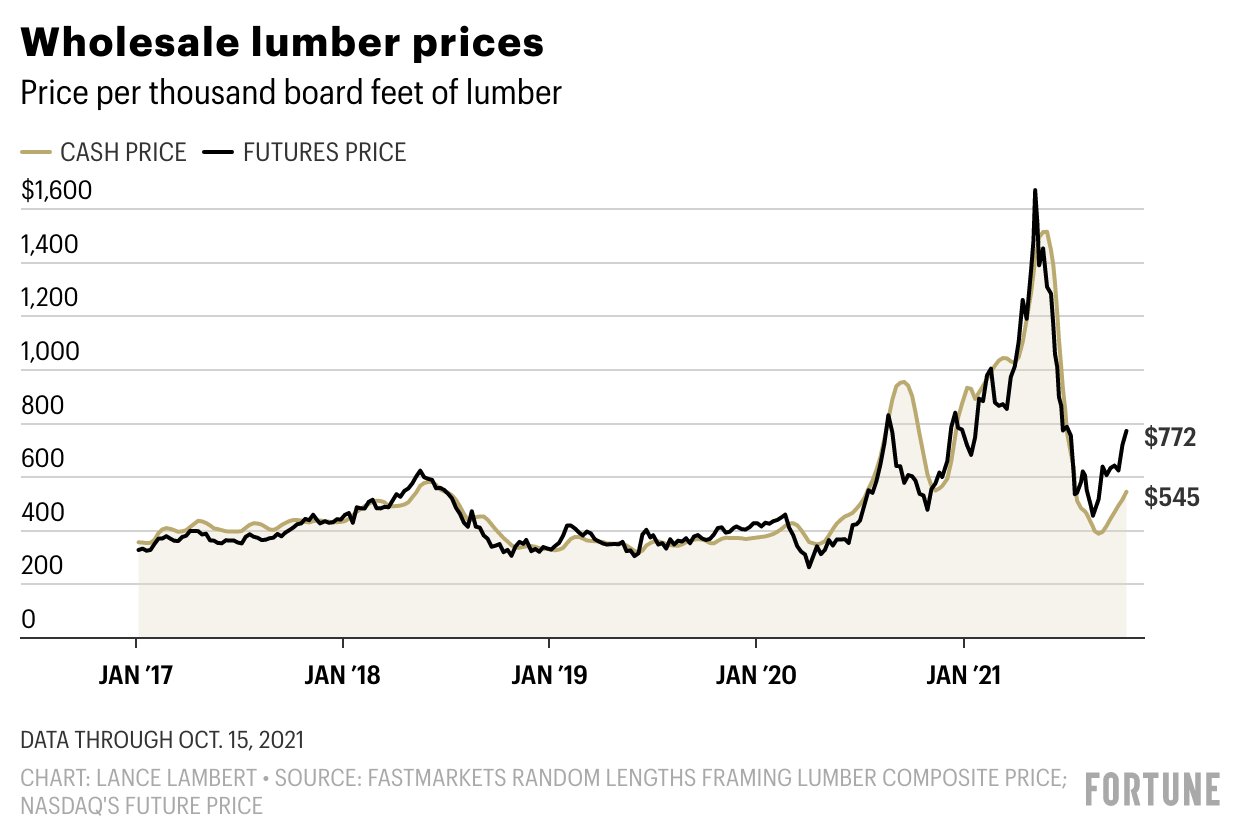 Wholesale lumber prices
Price per thousand board feet of lumber
CASH PRICE FUTURES PRICE
$1,600
1,400
1,200
1,000
800
$772
600
$545
400
200
0
JAN ’17 JAN ’18 JAN ’19 JAN ’20 JAN ’21
DATA THROUGH OCT. 15, 2021
CHART: LANCE LAMBERT • SOURCE: FASTMARKETS RANDOM LENGTHS FRAMING LUMBER COMPOSITE PRICE;
NASDAQ'S FUTURE PRICE
FORTUNE